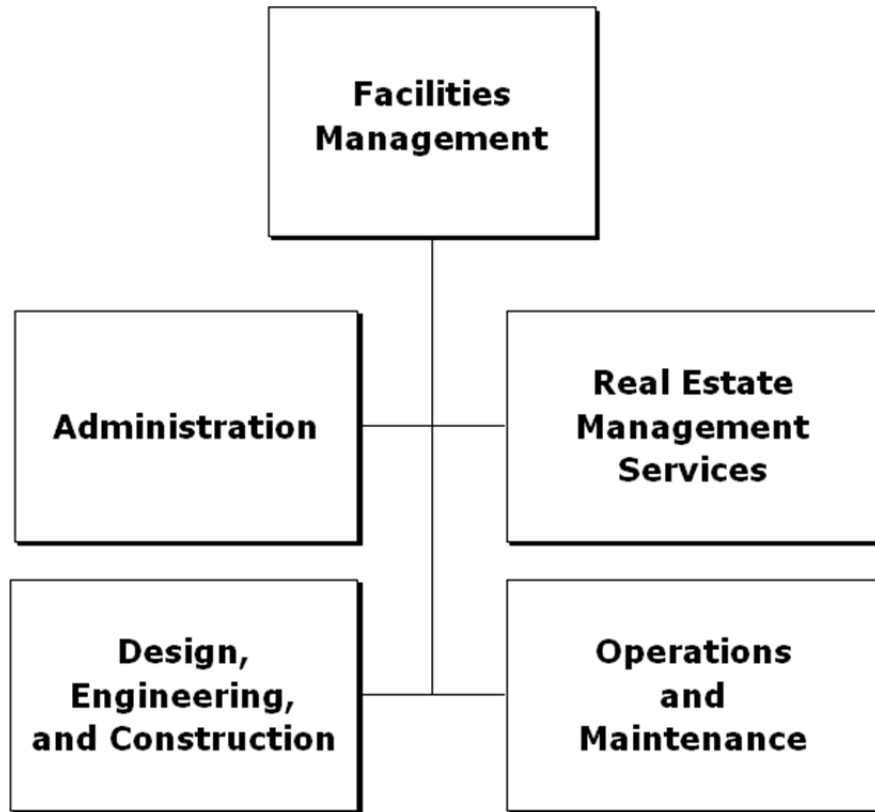 Facilities
Management
Administration
Real Estate
Management
Services
Design,
Engineering,
and Construction
Operations
and
Maintenance